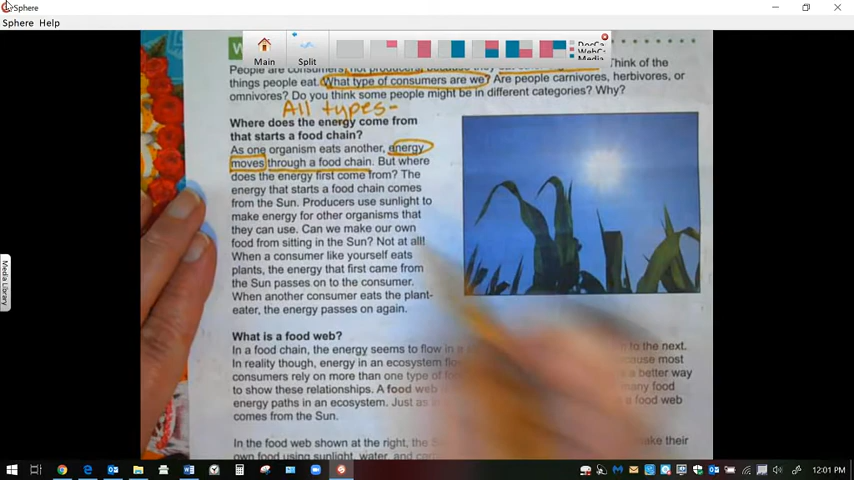 Sphere
Sphere Help
Main
Split
DocCa
WebC
Media
People are consumers, not producers, because they
Think of the
things people eat. What type of consumers are we? Are people carnivores, herbivores, or
omnivores? Do you think some people might be in different categories? Why?
All types-
Where does the energy come from
that starts a food chain?
As one organism eats another, energy
moves through a food chain. But where
does the energy first come from? The
energy that starts a food chain comes
from the Sun. Producers use sunlight to
make energy for other organisms that
they can use. Can we make our own
food from sitting in the Sun? Not at all!
When a consumer like yourself eats
plants, the energy that first came from
the Sun passes on to the consumer.
When another consumer eats the plant-
eater, the energy passes on again.
What is a food web?
In a food chain, the energy seems to flow in a
to the next.
In reality though, energy in an ecosystem
because most
consumers rely on more than one type of
a better way
to show these relationships. A food web
many food
energy paths in an ecosystem. Just as
a food web
comes from the Sun.
In the food web shown at the right, the
make their
own food using sunlight, water, and
Media Library
12:01 PM